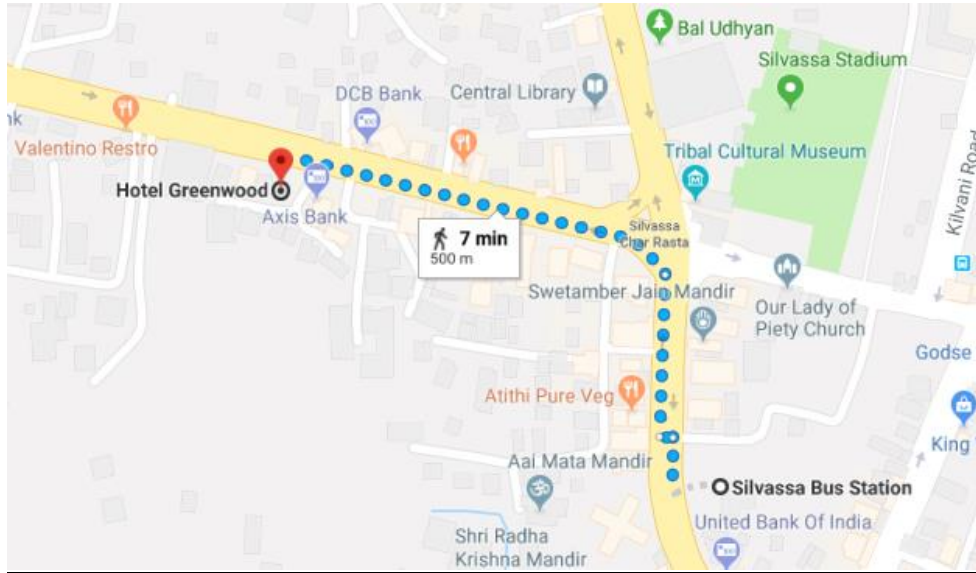 Bal Udhyan
Silvassa Stadium
DCB Bank
Central Library
nk
Valentino Restro
Tribal Cultural Museum
Kilvani Road
Hotel Greenwood
Axis Bank
7 min
500 m
Silvassa
Char Rasta
Swetamber Jain Mandir
Our Lady of
Piety Church
Godse
Atithi Pure Veg
King
Aai Mata Mandir
Silvassa Bus Station
United Bank Of India
Shri Radha
Krishna Mandir